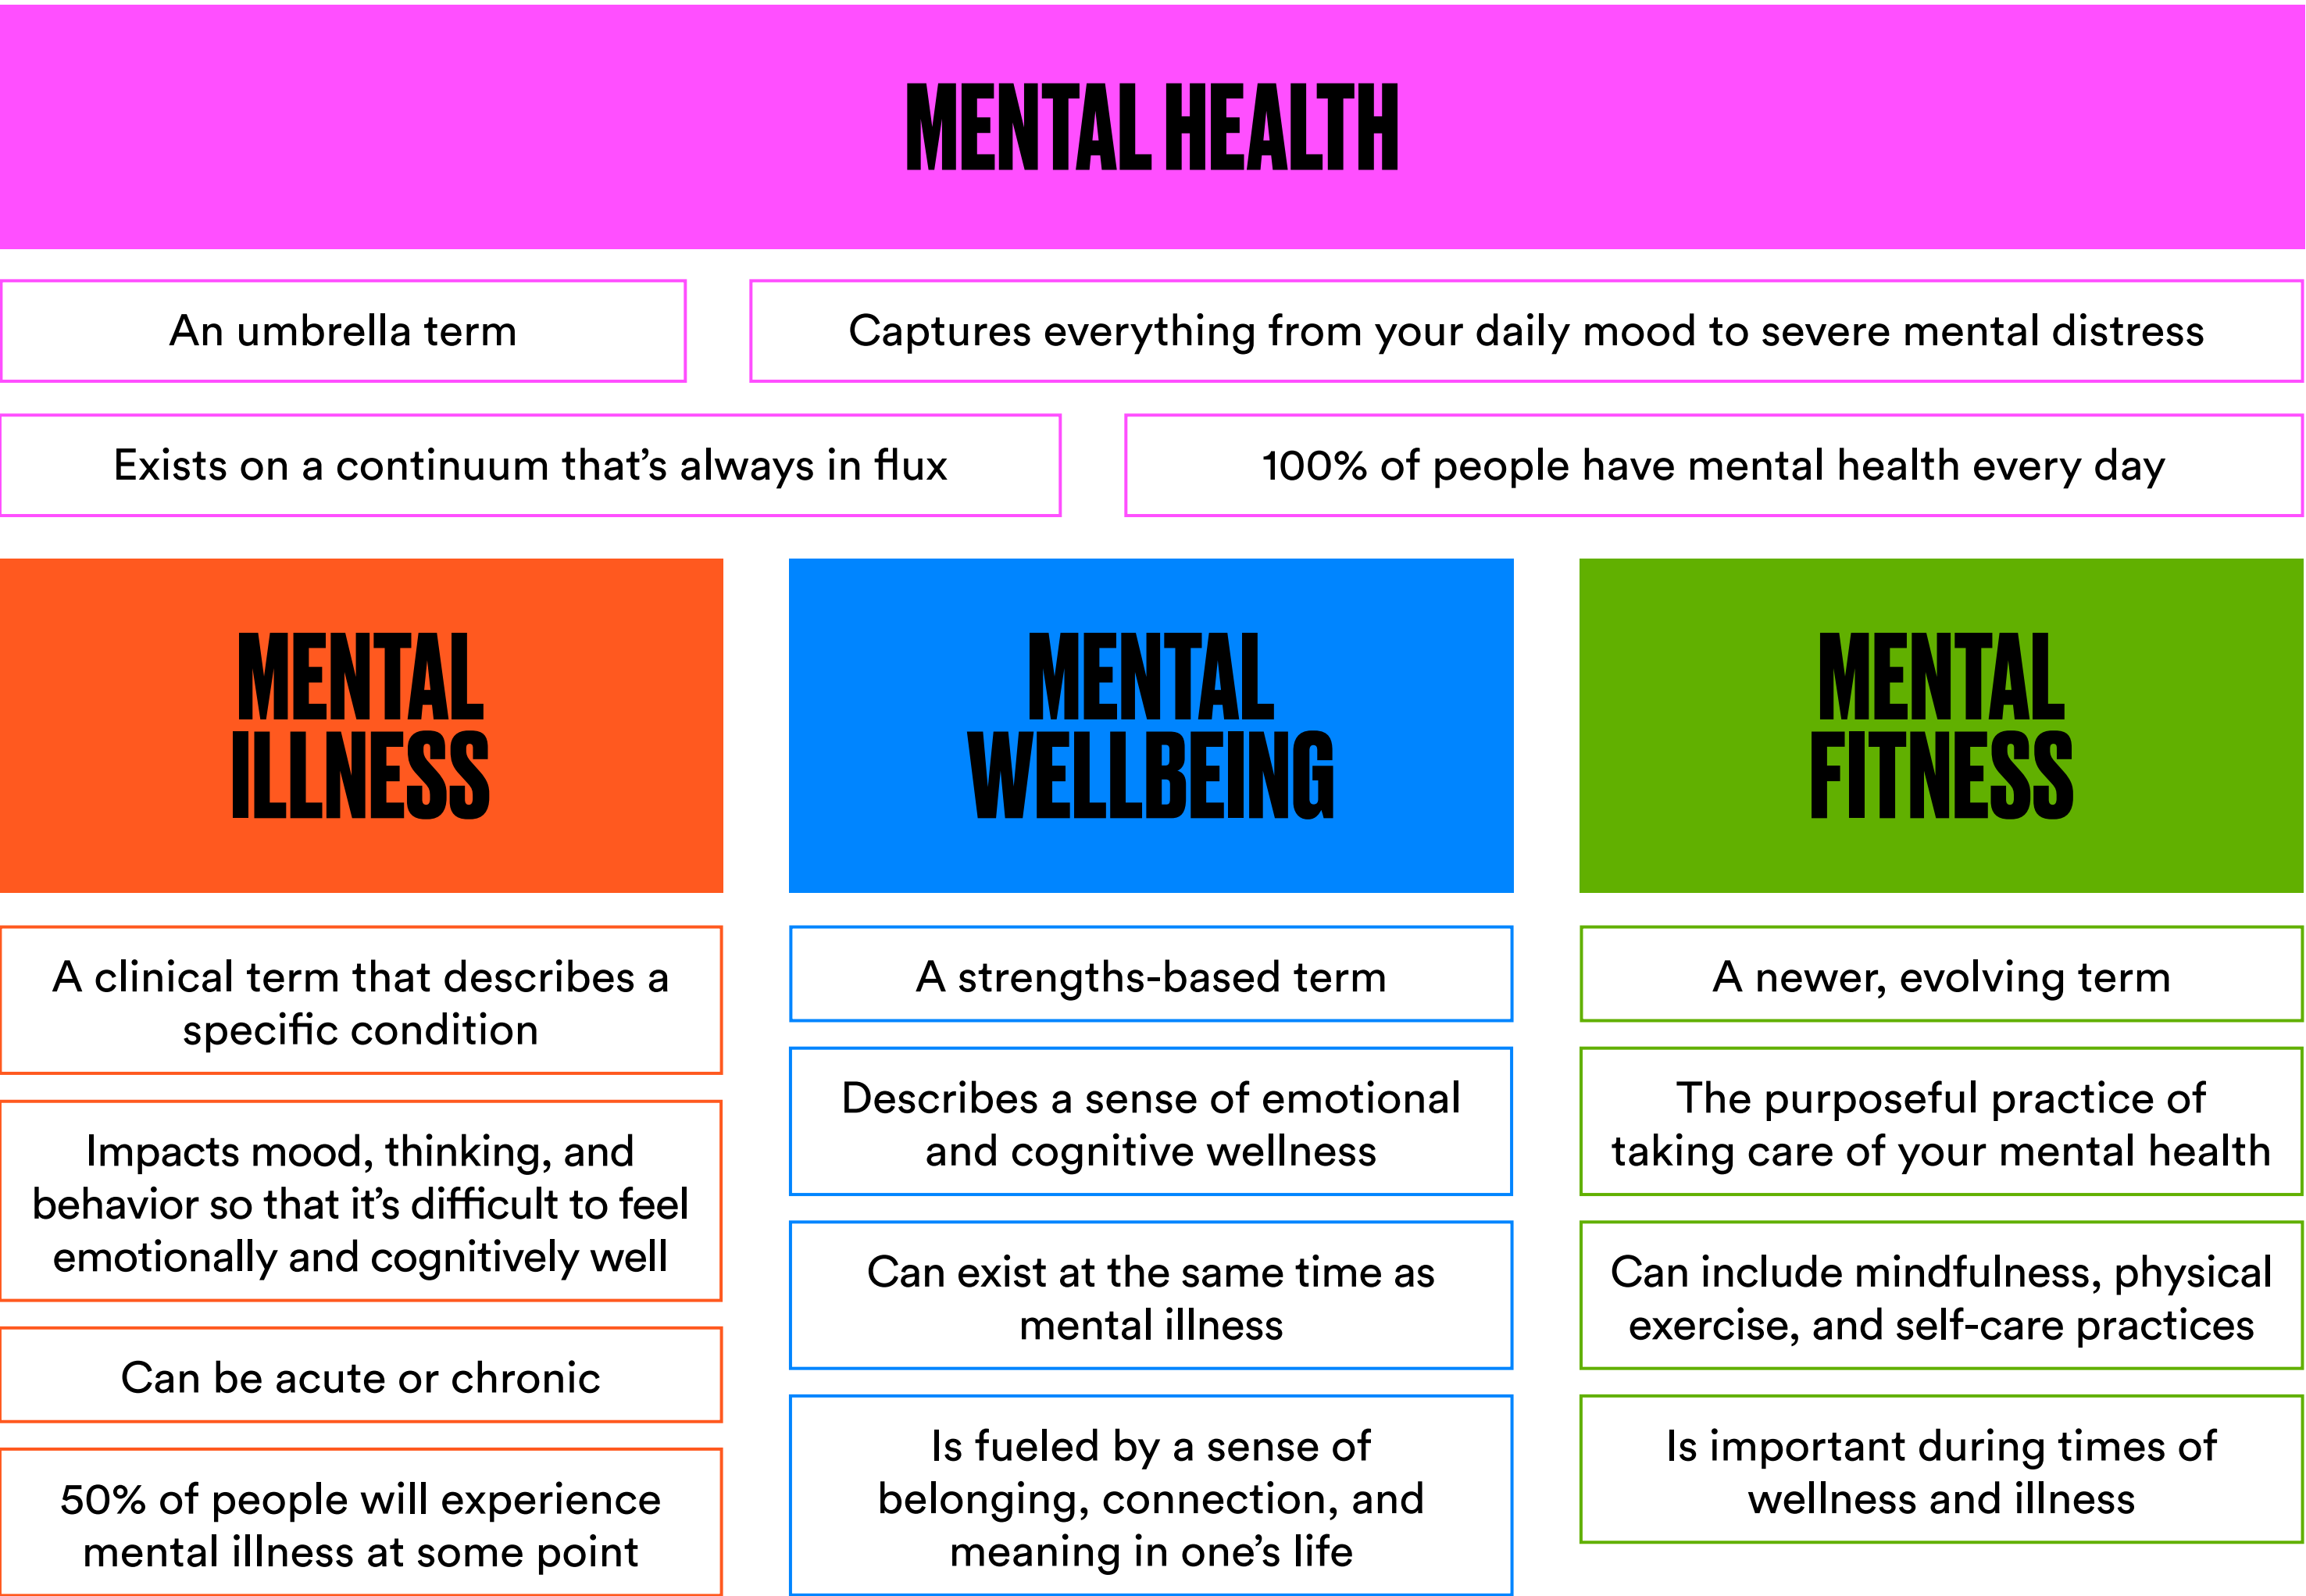 MENTAL HEALTH
An umbrella term
Captures everything from your daily mood to severe mental distress
Exists on a continuum that’s always in flux
100% of people have mental health every day
MENTAL
ILLNESS
A clinical term that describes a
specific condition
Impacts mood, thinking, and
behavior so that it’s difficult to feel
emotionally and cognitively well
Can be acute or chronic
50% of people will experience
mental illness at some point
MENTAL
WELLBEING
A strengths-based term
Describes a sense of emotional
and cognitive wellness
Can exist at the same time as
mental illness
Is fueled by a sense of
belonging, connection, and
meaning in one’s life
MENTAL
FITNESS
A newer, evolving term
The purposeful practice of
taking care of your mental health
Can include mindfulness, physical
exercise, and self-care practices
Is important during times of
wellness and illness